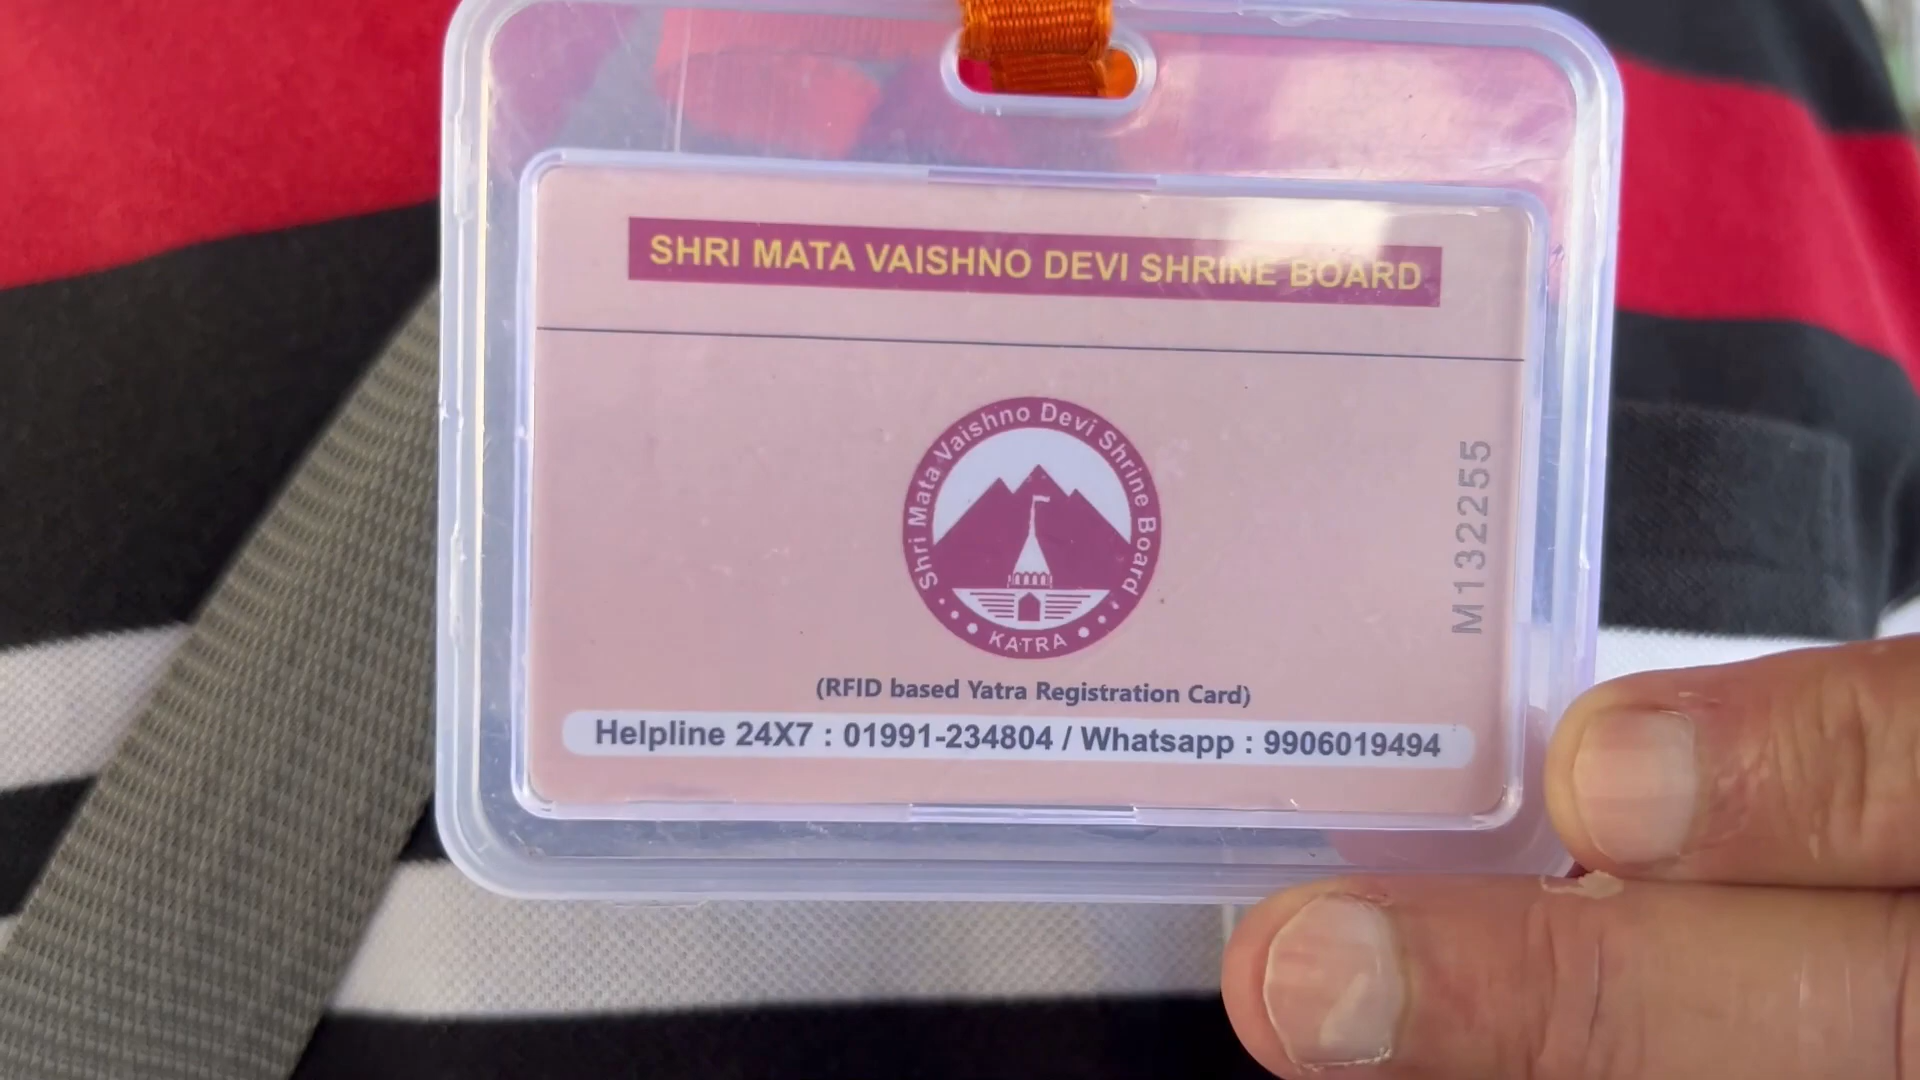 SHRI MATA VAISHNO DEVI SHRINE BOARD
Shri Mata Vaishno Devi Shrine Board
KATRA
M132255
(RFID based Yatra Registration Card)
Helpline 24X7 : 01991-234804 / Whatsapp : 9906019494